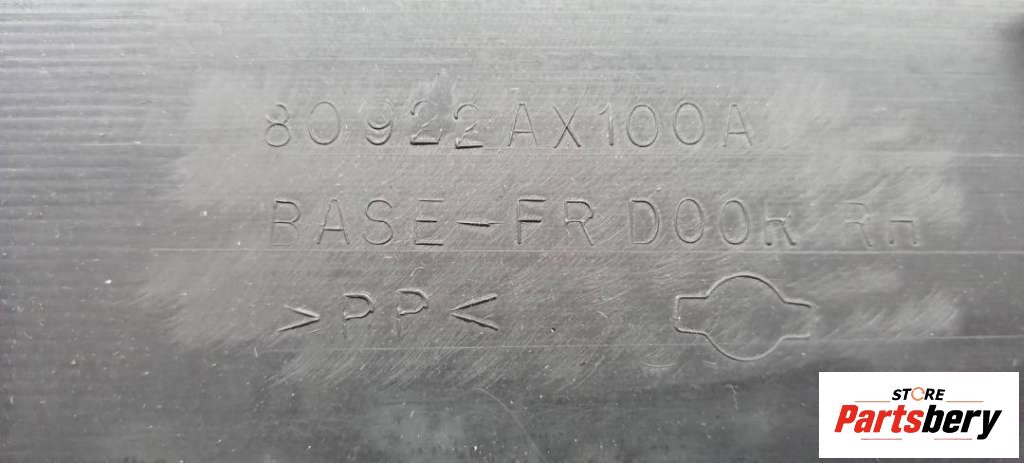 80922AX100A
BASE-FR DOOR RH
>PP<
STORE
Partsbery